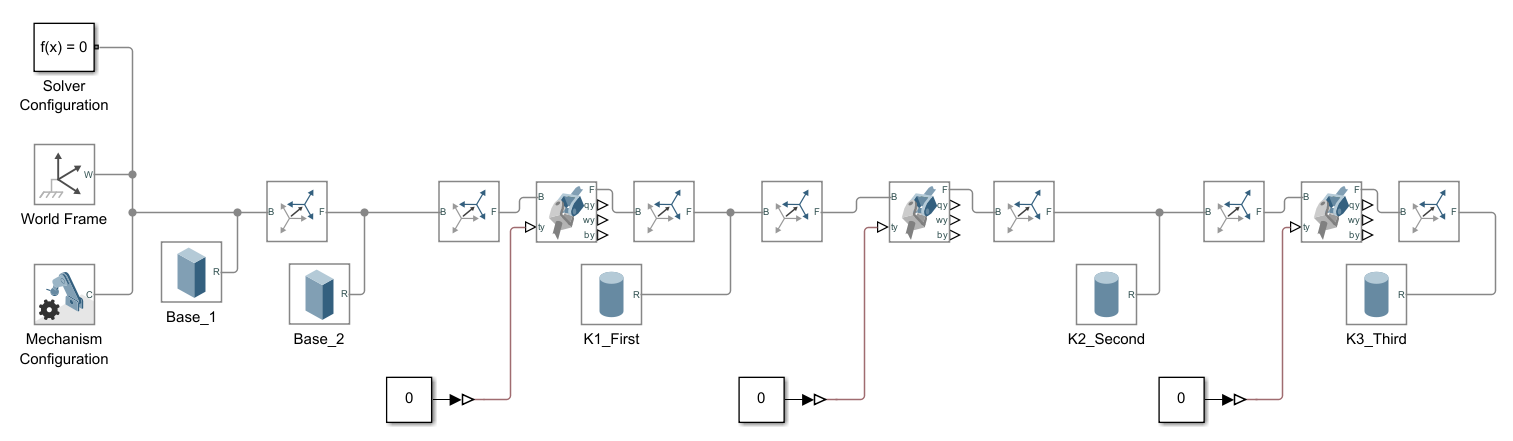 f(x) = 0
Solver
Configuration
W
World Frame
C
Mechanism
Configuration
R
Base_1
B F
R
Base_2
B F
B F
ty qy
wy
by
B F
R
K1_First
B F
B F
ty qy
wy
by
B F
R
K2_Second
B F
B F
ty qy
wy
by
B F
R
K3_Third
0
0
0